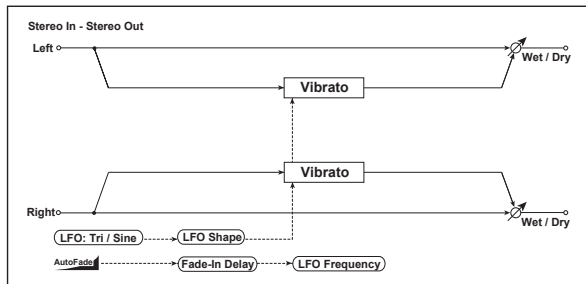 Stereo In - Stereo Out
Left
Wet / Dry
Vibrato
Vibrato
Right
Wet / Dry
LFO: Tri / Sine
LFO Shape
AutoFade
Fade-In Delay
LFO Frequency